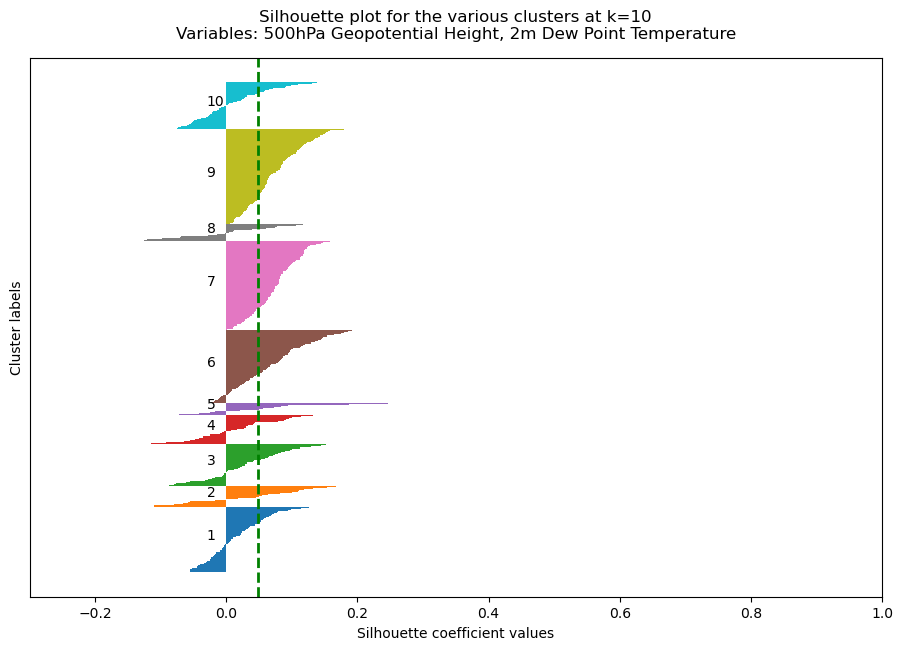 Silhouette plot for the various clusters at k=10
Variables: 500hPa Geopotential Height, 2m Dew Point Temperature
10
9
8
7
6
5
4
3
2
1
Cluster labels
−0.2 0.0 0.2 0.4 0.6 0.8 1.0
Silhouette coefficient values